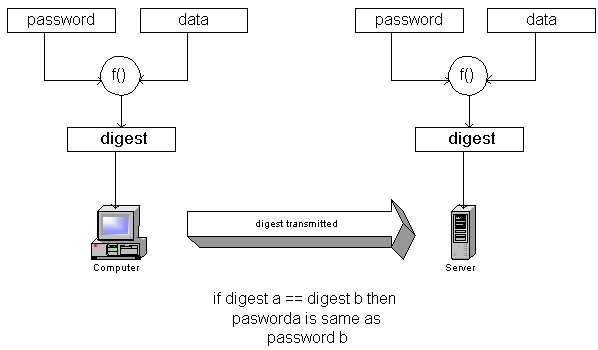 password data password data
f() f()
digest digest
digest transmitted
Computer Server
if digest a == digest b then
pasworda is same as
password b